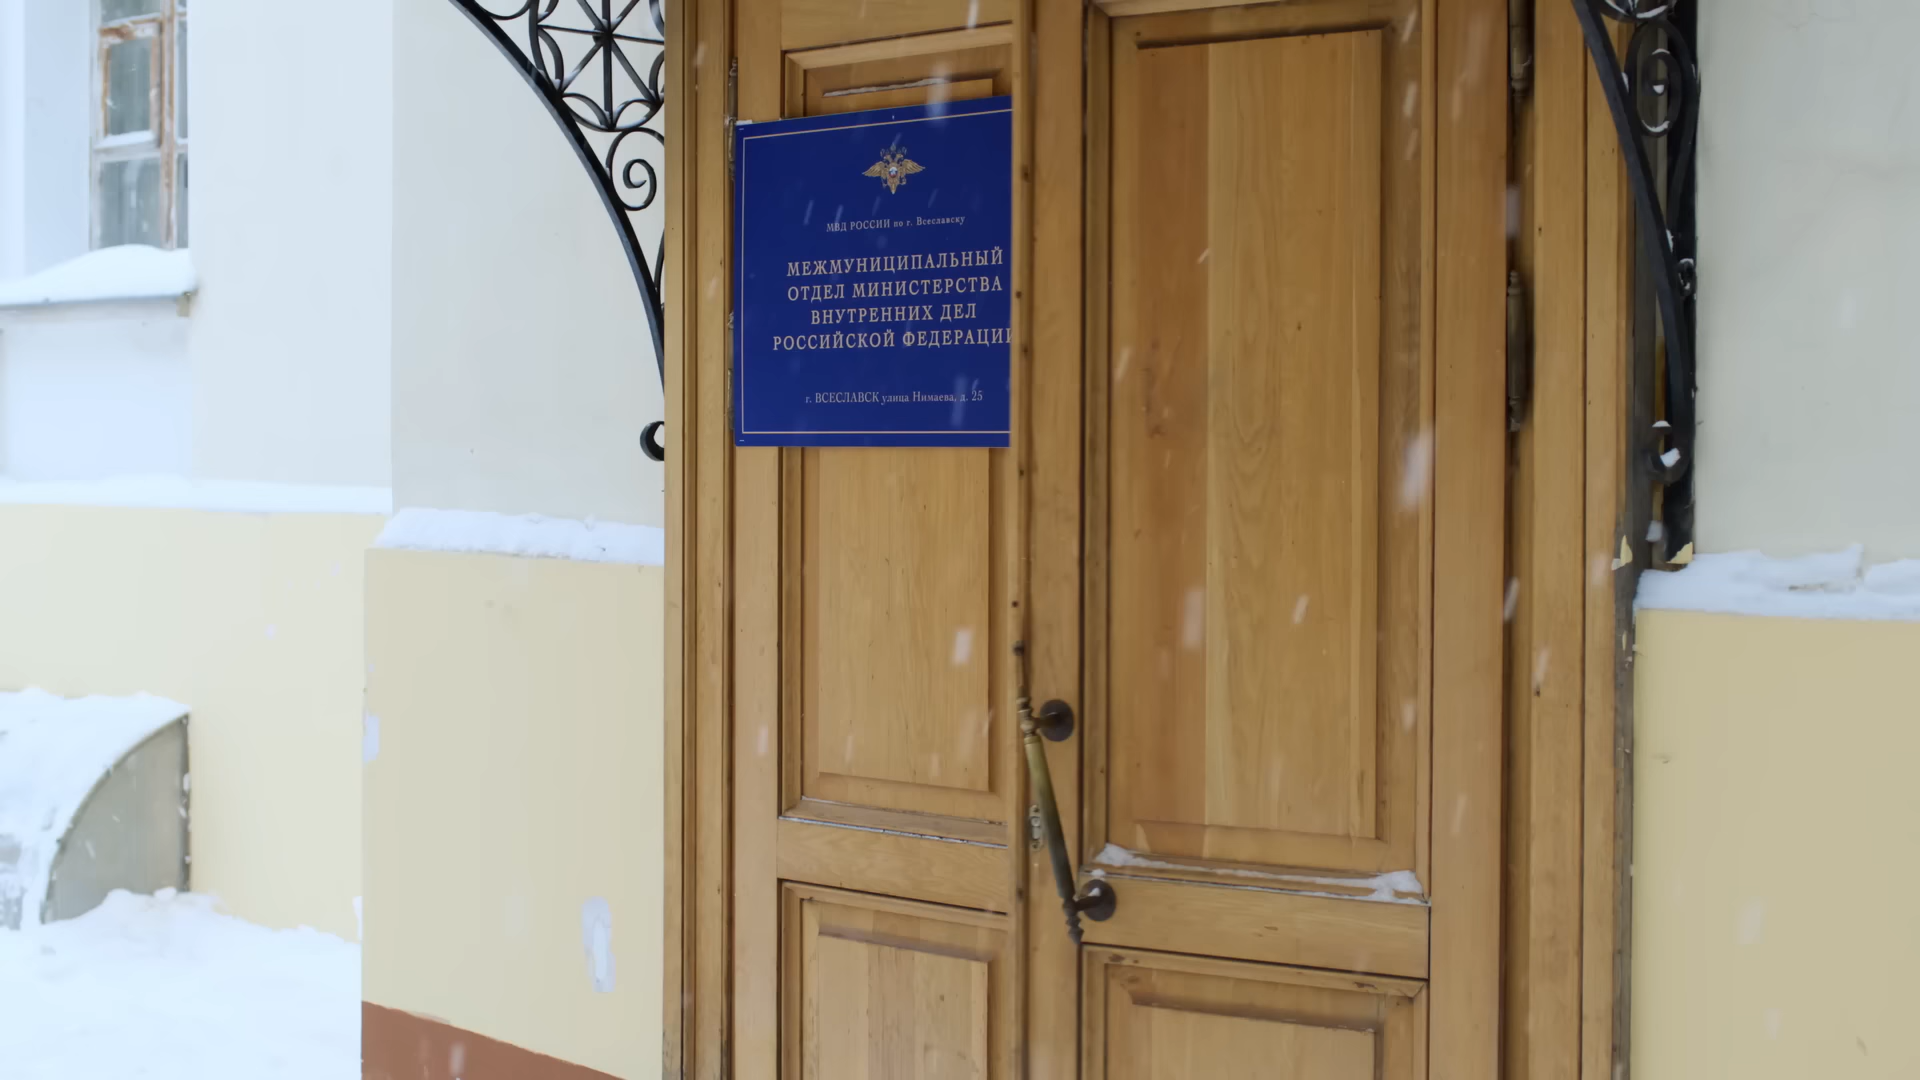 МВД РОССИИ по г. Всеславску
МЕЖМУНИЦИПАЛЬНЫЙ
ОТДЕЛ МИНИСТЕРСТВА
ВНУТРЕННИХ ДЕЛ
РОССИЙСКОЙ ФЕДЕРАЦИИ
г. ВСЕСЛАВСК улица Нимаева, д. 25